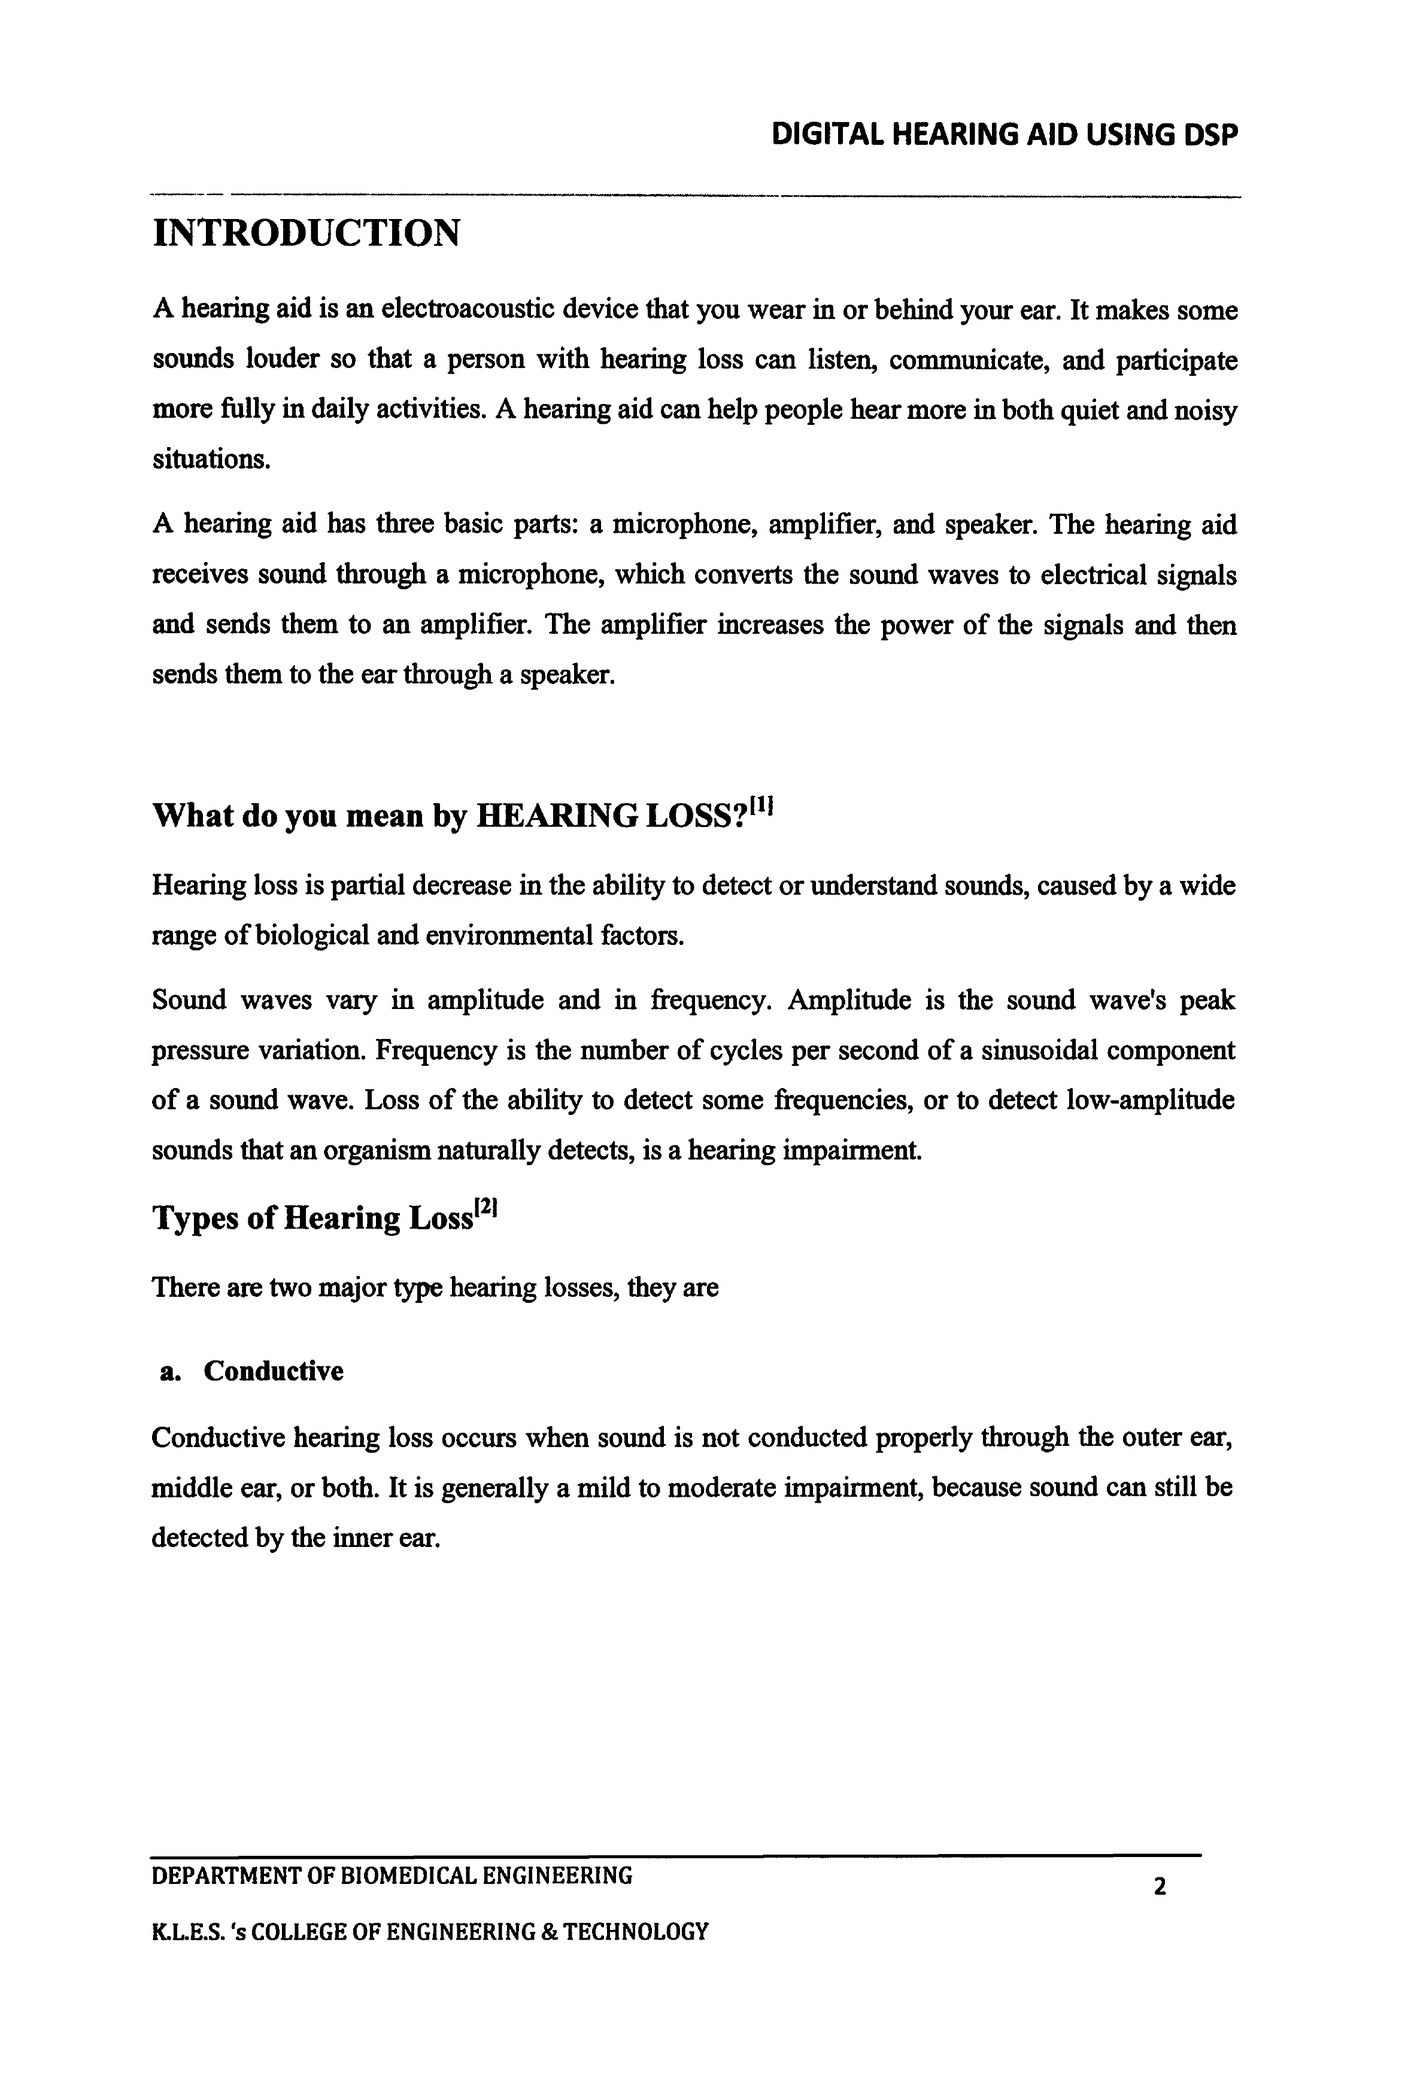 DIGITAL HEARING AID USING DSP
INTRODUCTION
A hearing aid is an electroacoustic device that you wear in or behind your ear. It makes some
sounds louder so that a person with hearing loss can listen, communicate, and participate
more fully in daily activities. A hearing aid can help people hear more in both quiet and noisy
situations.
A hearing aid has three basic parts: a microphone, amplifier, and speaker. The hearing aid
receives sound through a microphone, which converts the sound waves to electrical signals
and sends them to an amplifier. The amplifier increases the power of the signals and then
sends them to the ear through a speaker.
What do you mean by HEARING LOSS?[1]
Hearing loss is partial decrease in the ability to detect or understand sounds, caused by a wide
range of biological and environmental factors.
Sound waves vary in amplitude and in frequency. Amplitude is the sound wave's peak
pressure variation. Frequency is the number of cycles per second of a sinusoidal component
of a sound wave. Loss of the ability to detect some frequencies, or to detect low-amplitude
sounds that an organism naturally detects, is a hearing impairment.
Types of Hearing Loss[2]
There are two major type hearing losses, they are
a. Conductive
Conductive hearing loss occurs when sound is not conducted properly through the outer ear,
middle ear, or both. It is generally a mild to moderate impairment, because sound can still be
detected by the inner ear.
DEPARTMENT OF BIOMEDICAL ENGINEERING
2
K.L.E.S. 's COLLEGE OF ENGINEERING & TECHNOLOGY